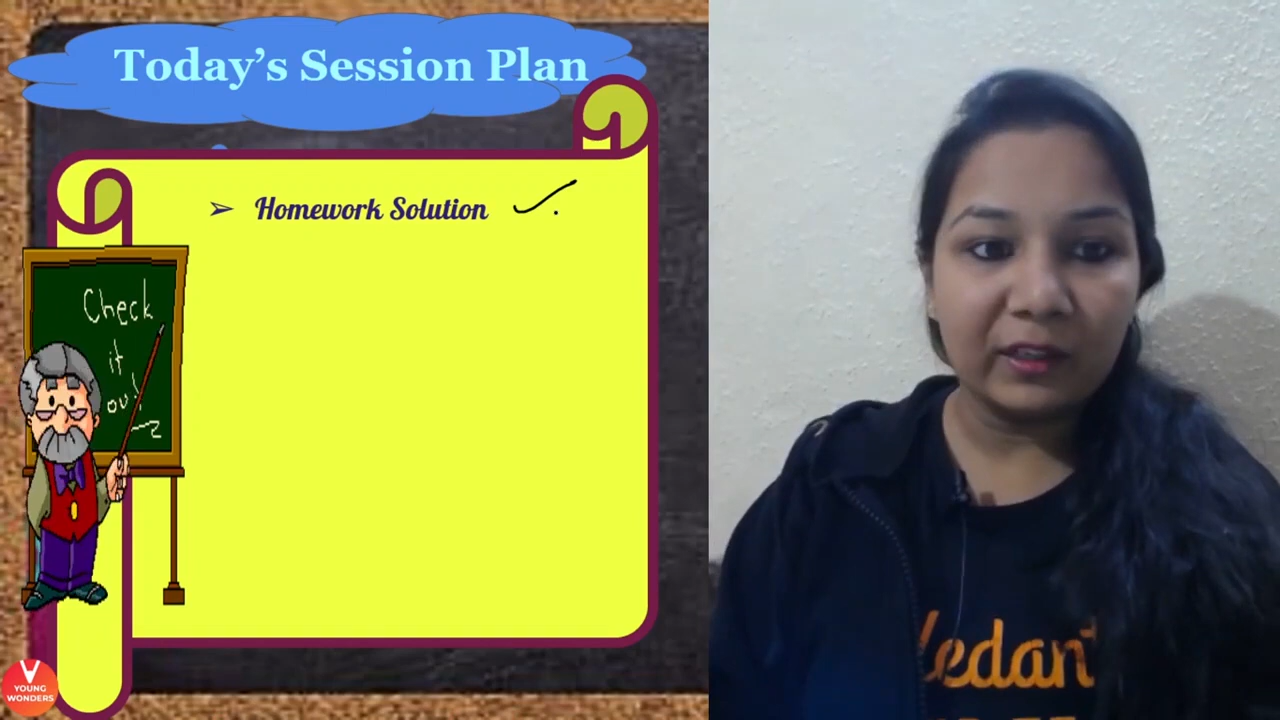 Today's Session Plan
➢ Homework Solution
Check
it
out!
V
YOUNG
WONDERS
Vedant